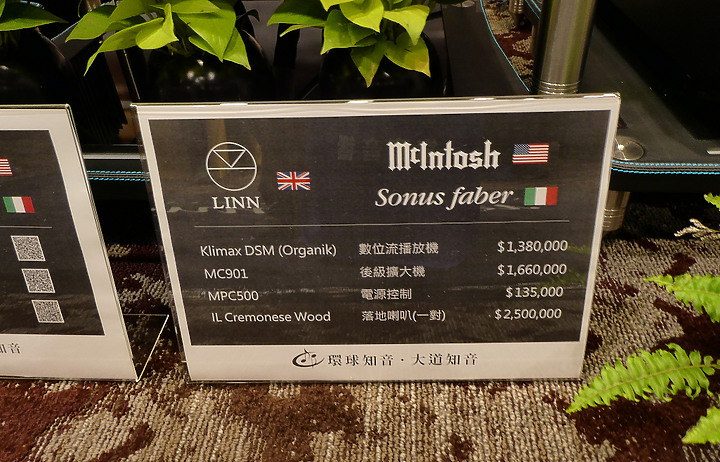 LINN
McIntosh
Sonus faber
Klimax DSM (Organik) 數位流播放機 $1,380,000
MC901 後級擴大機 $1,660,000
MPC500 電源控制 $135,000
IL Cremonese Wood 落地喇叭(一對) $2,500,000
環球知音·大道知音
知音